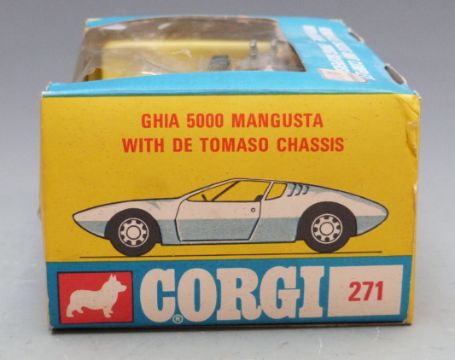 GHIA 5000 MANGUSTA
WITH DE TOMASO CHASSIS
CORGI® 271